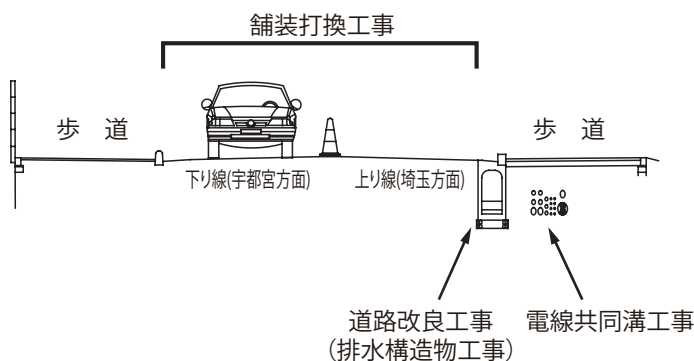 舗装打換工事
歩 道
歩 道
下り線(宇都宮方面)
上り線(埼玉方面)
道路改良工事
(排水構造物工事)
電線共同溝工事